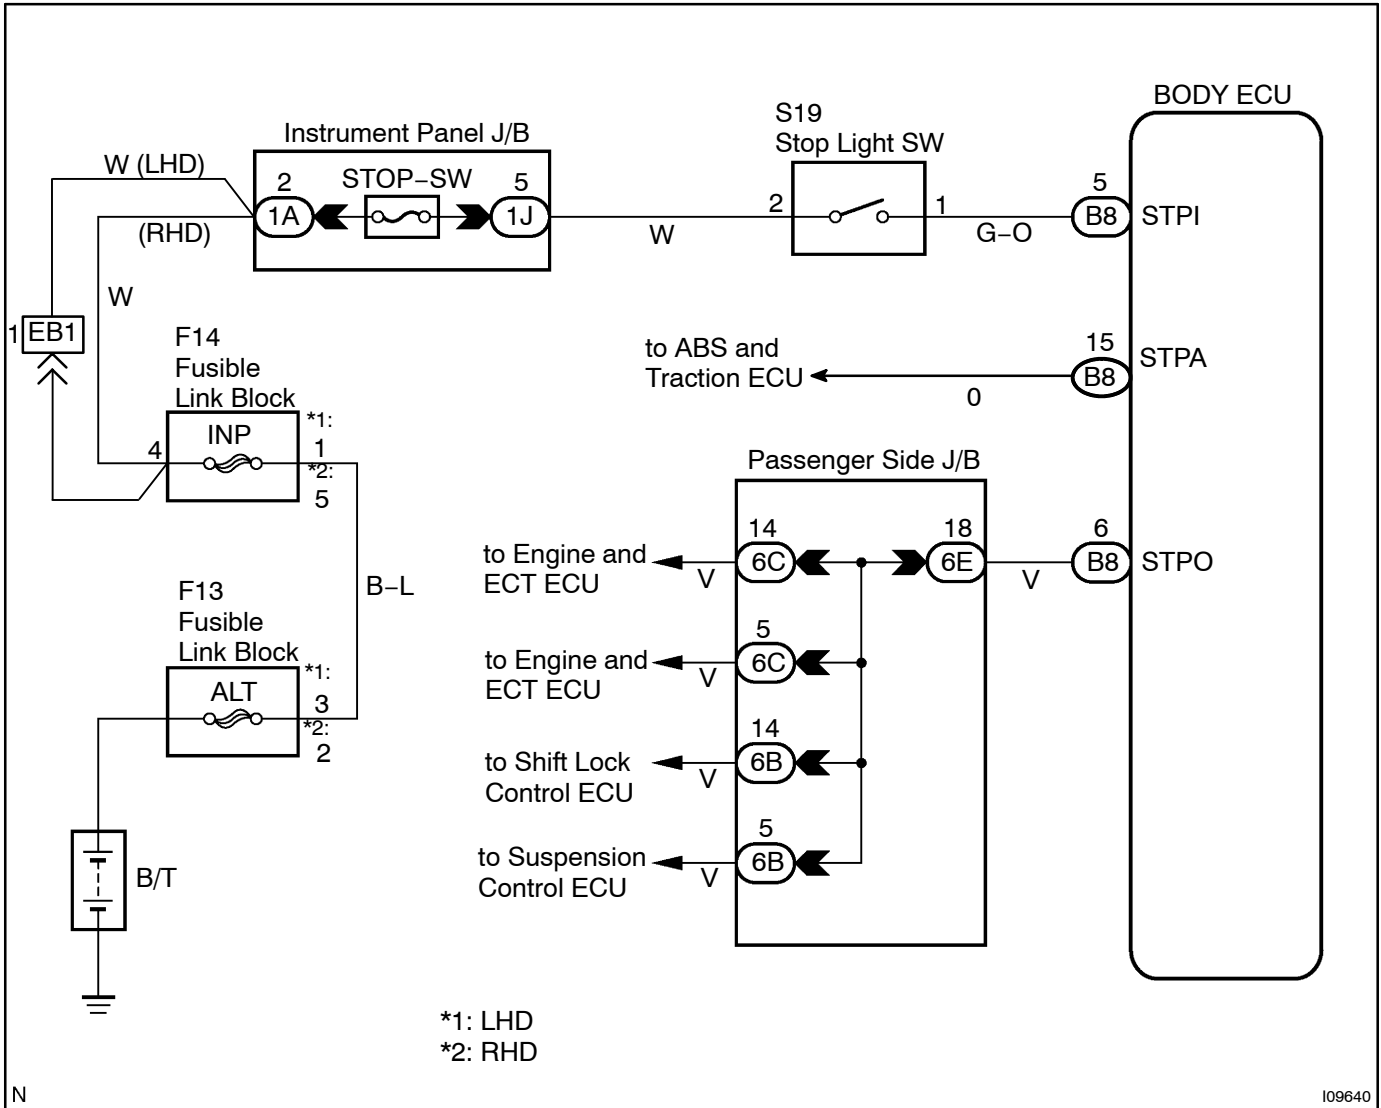 BODY ECU
S19
Stop Light SW
Instrument Panel J/B
W (LHD)
STOP−SW
2
5
1A
1J
2
1
5
B8
STPI
(RHD)
W
G−O
W
1
EB1
F14
Fusible
Link Block
*1:
INP
4
1
*2:
5
to ABS and
Traction ECU
15
B8
STPA
0
Passenger Side J/B
14
18
6
to Engine and
ECT ECU
V
6C
6E
V
B8
STPO
B−L
F13
Fusible
Link Block
*1:
ALT
3
*2:
2
5
to Engine and
ECT ECU
V
6C
14
to Shift Lock
Control ECU
V
6B
5
to Suspension
Control ECU
V
6B
B/T
*1: LHD
*2: RHD
N
I09640